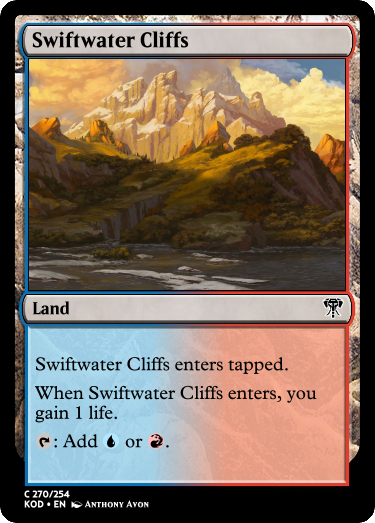 Swiftwater Cliffs
Land
Swiftwater Cliffs enters tapped.
When Swiftwater Cliffs enters, you
gain 1 life.
: Add or .
C 270/254
KOD • EN Anthony Avon